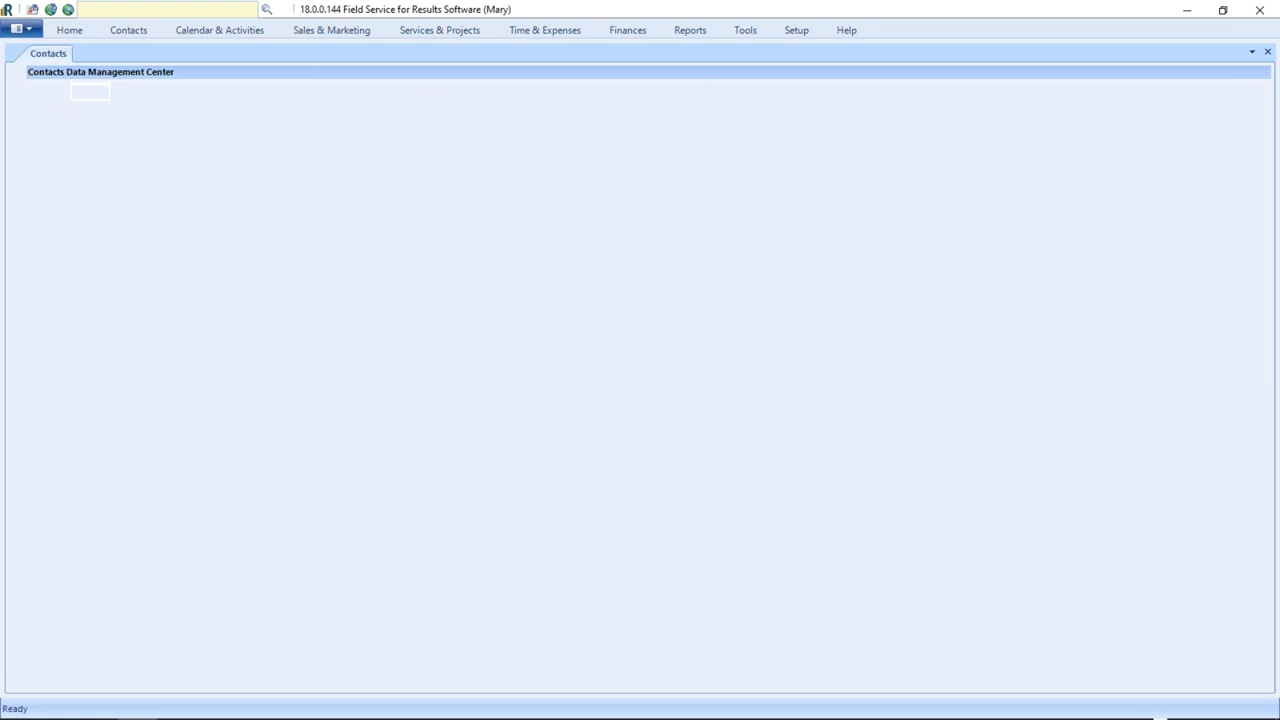 18.0.0.144 Field Service for Results Software (Mary)
Home Contacts Calendar & Activities Sales & Marketing Services & Projects Time & Expenses Finances Reports Tools Setup Help
Contacts
Contacts Data Management Center
Ready